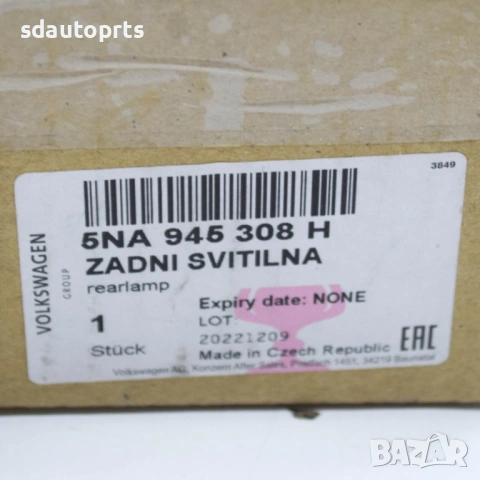 sdautoprts
3849
VOLKSWAGEN
GROUP
5NA 945 308 H
ZADNI SVITILNA
rearlamp
1
Stück
Expiry date: NONE
LOT:
20221209
Made in Czech Republic
EAC
Volkswagen AG, Konzern After Sales, Postfach 1451, 34219 Baunatal
BAZAR